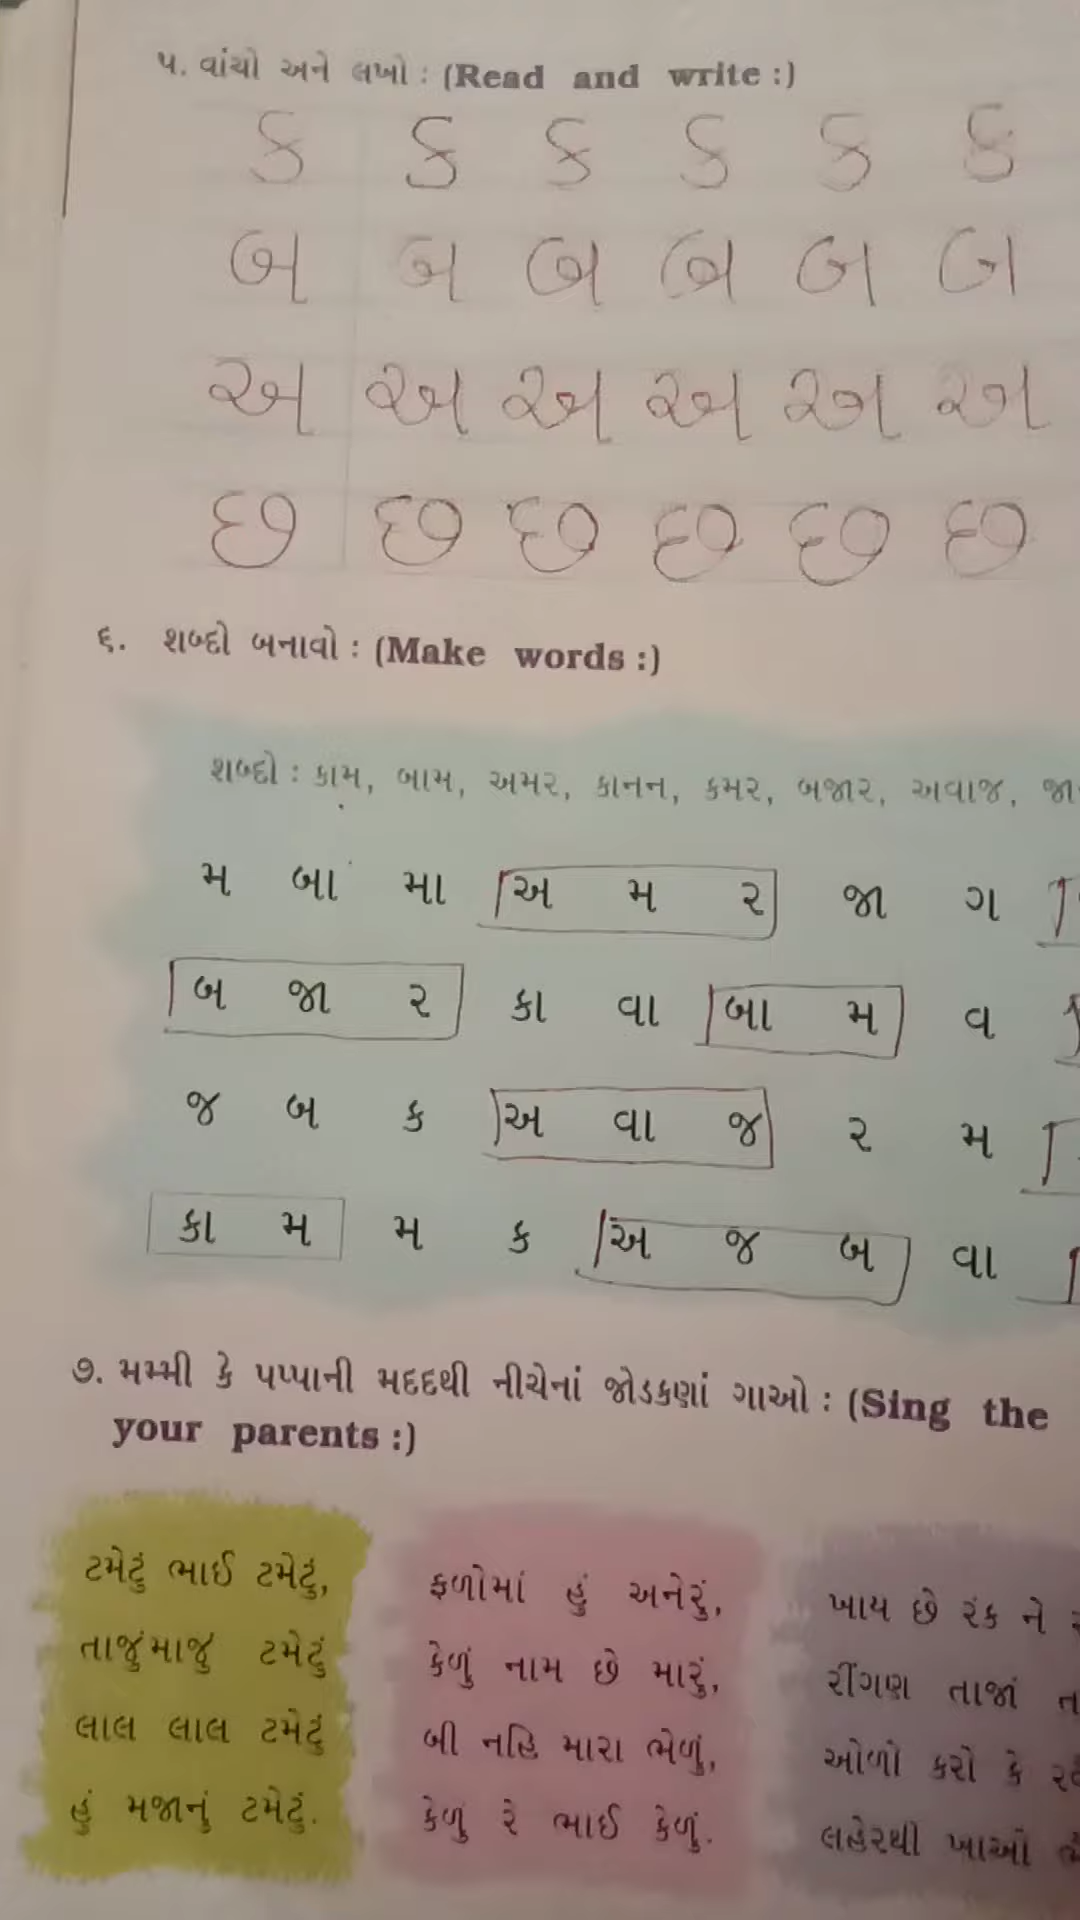 ૫. વાંચો અને લખો : (Read and write :)
ક ક ક ક ક ક
બ બ બ બ બ બ
અ અ અ અ અ અ
છ છ છ છ છ છ
૬. શબ્દો બનાવો : (Make words :)
શબ્દો : કામ, બામ, અમર, કાનન, કમર, બજાર, અવાજ,
મ બા મા અ મ ર જા ગ
બ જા ર કા વા બા મ વ
જ બ ક અ વા જ ર મ
કા મ મ ક અ જ બ વા
૭. મમ્મી કે પપ્પાની મદદથી નીચેનાં જોડકણાં ગાઓ : (Sing the
your parents :)
ટમેટું ભાઈ ટમેટું,
તાજુંમાજુ ટમેટું
લાલ લાલ ટમેટું
હું મજાનું ટમેટું.
ફળોમાં હું અનેરું,
કેળું નામ છે મારું,
બી નહિ મારા ભેળું,
કેળું રે ભાઈ કેળું.
ખાય છે રંક ને
રીંગણ તાજાં
ઓળો કરો કે
લહેરથી ખાઓ